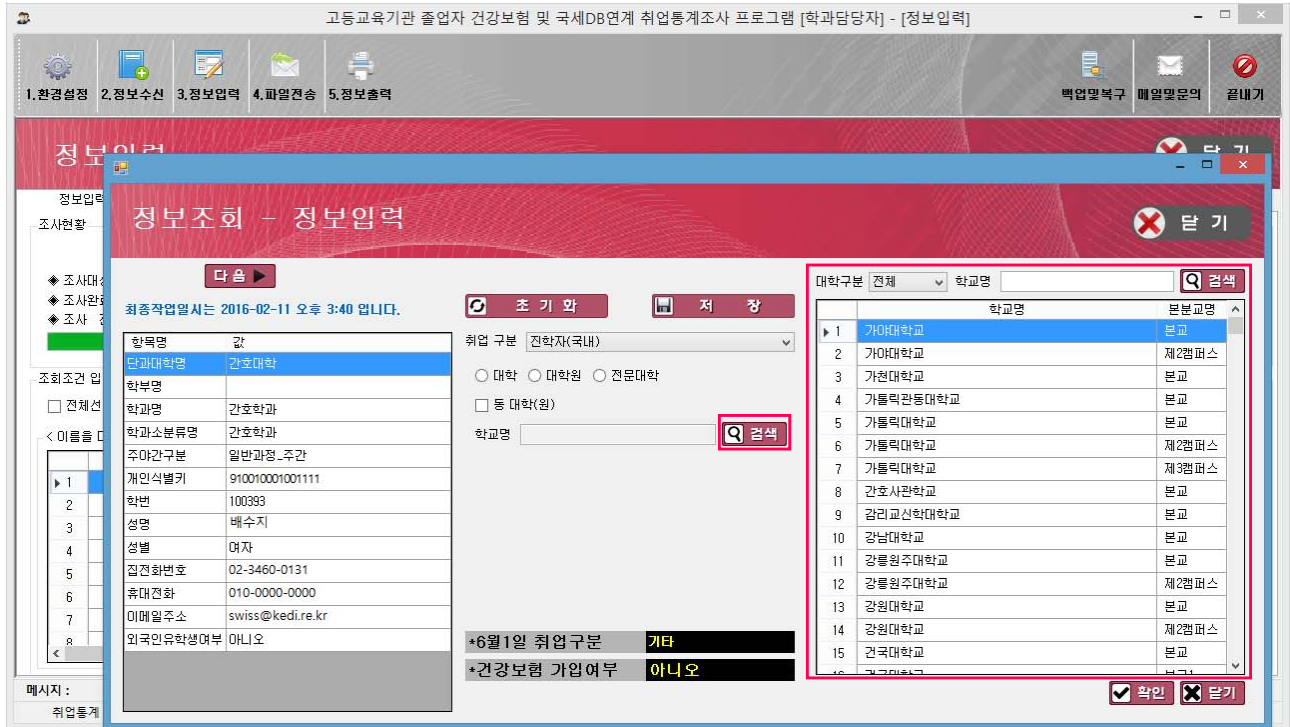 고등교육기관 졸업자 건강보험 및 국세DB연계 취업통계조사 프로그램 [학과담당자] - [정보입력]
1.환경설정 2.정보수신 3.정보입력 4.파일전송 5.정보출력 백업및복구 메일및문의 끝내기
정보입력
정보입력
조사현황
◆ 조사대
◆ 조사완료
◆ 조사
조회조건 입
전체선
< 이름을
1
2
3
4
5
6
7
8
메시지 :
취업통계
정보조회 - 정보입력
닫 기
다 음 ▶
최종작업일시는 2016-02-11 오후 3:40 입니다.
항목명 값
단과대학명 간호대학
학부명
학과명 간호학과
학과소분류명 간호학과
주야간구분 일반과정_주간
개인식별키 910010001001111
학번 100393
성명 배수지
성별 여자
집전화번호 02-3460-0131
휴대전화 010-0000-0000
이메일주소 swiss@kedi.re.kr
외국인유학생여부 아니오
초 기 화 저 장
취업 구분 진학자(국내)
대학 대학원 전문대학
동 대학(원)
학교명 검색
*6월1일 취업구분 기타
*건강보험 가입여부 아니오
대학구분 전체 학교명 검색
학교명 본분교명
1 가야대학교 본교
2 가야대학교 제2캠퍼스
3 가천대학교 본교
4 가톨릭관동대학교 본교
5 가톨릭대학교 본교
6 가톨릭대학교 제2캠퍼스
7 가톨릭대학교 제3캠퍼스
8 간호사관학교 본교
9 감리교신학대학교 본교
10 강남대학교 본교
11 강릉원주대학교 본교
12 강릉원주대학교 제2캠퍼스
13 강원대학교 본교
14 강원대학교 제2캠퍼스
15 건국대학교 본교
확인 닫기